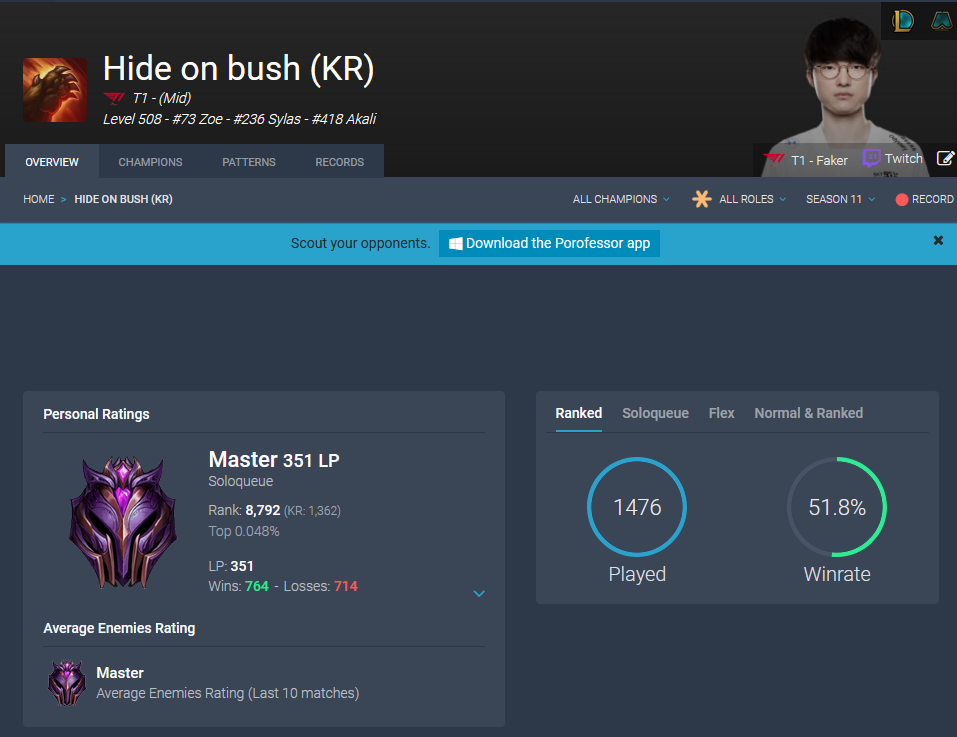 Hide on bush (KR)
T1 - (Mid)
Level 508 - #73 Zoe - #236 Sylas - #418 Akali
T1 - Faker Twitch
OVERVIEW CHAMPIONS PATTERNS RECORDS
HOME > HIDE ON BUSH (KR) ALL CHAMPIONS ALL ROLES SEASON 11 RECORD
Scout your opponents. Download the Porofessor app
Personal Ratings
Master 351 LP
Soloqueue
Rank: 8,792 (KR: 1,362)
Top 0.048%
LP: 351
Wins: 764 - Losses: 714
Average Enemies Rating
Master
Average Enemies Rating (Last 10 matches)
Ranked Soloqueue Flex Normal & Ranked
1476 51.8%
Played Winrate